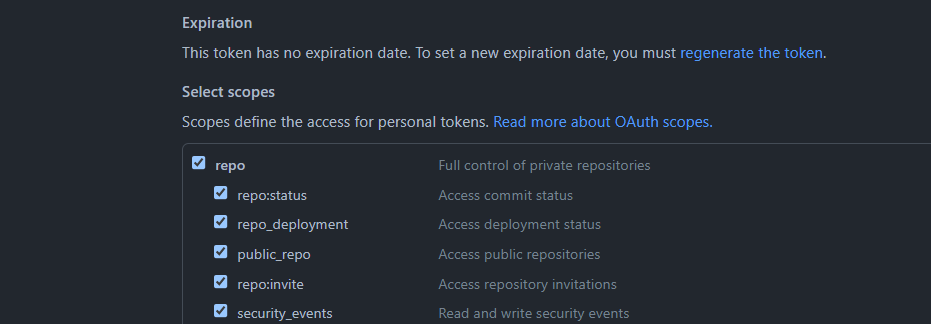 Expiration
This token has no expiration date. To set a new expiration date, you must regenerate the token.
Select scopes
Scopes define the access for personal tokens. Read more about OAuth scopes.
repo Full control of private repositories
repo:status Access commit status
repo_deployment Access deployment status
public_repo Access public repositories
repo:invite Access repository invitations
security_events Read and write security events